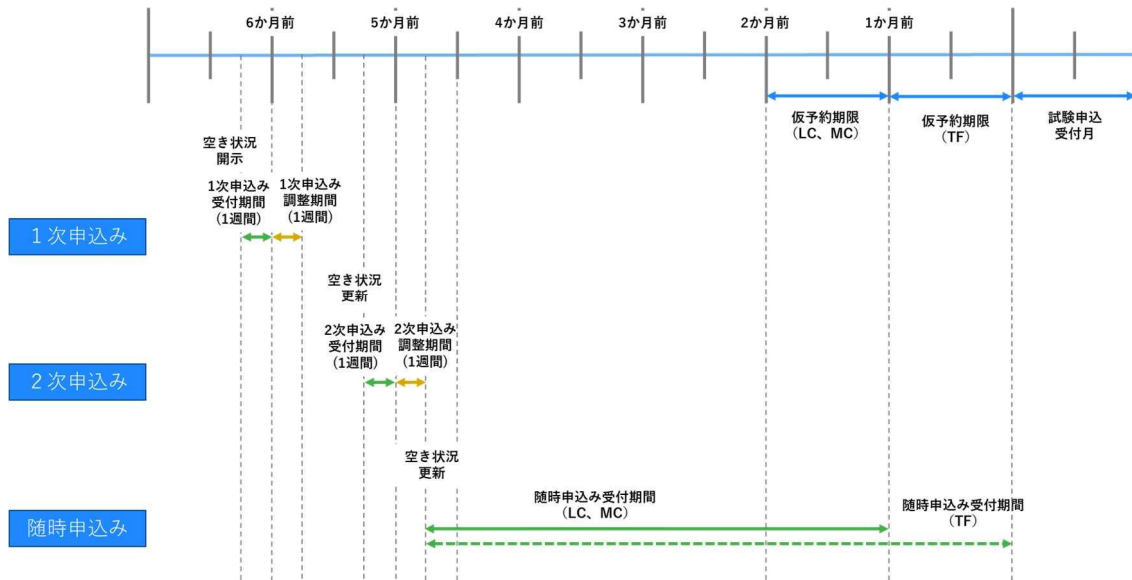 6か月前
5か月前
4か月前
3か月前
2か月前
1か月前
仮予約期限
（LC、MC）
仮予約期限
（TF）
試験申込
受付月
空き状況
開示
1次申込み
受付期間
（1週間）
1次申込み
調整期間
（1週間）
１次申込み
空き状況
更新
2次申込み
受付期間
（1週間）
2次申込み
調整期間
（1週間）
２次申込み
空き状況
更新
随時申込み受付期間
（LC、MC）
随時申込み受付期間
（TF）
随時申込み